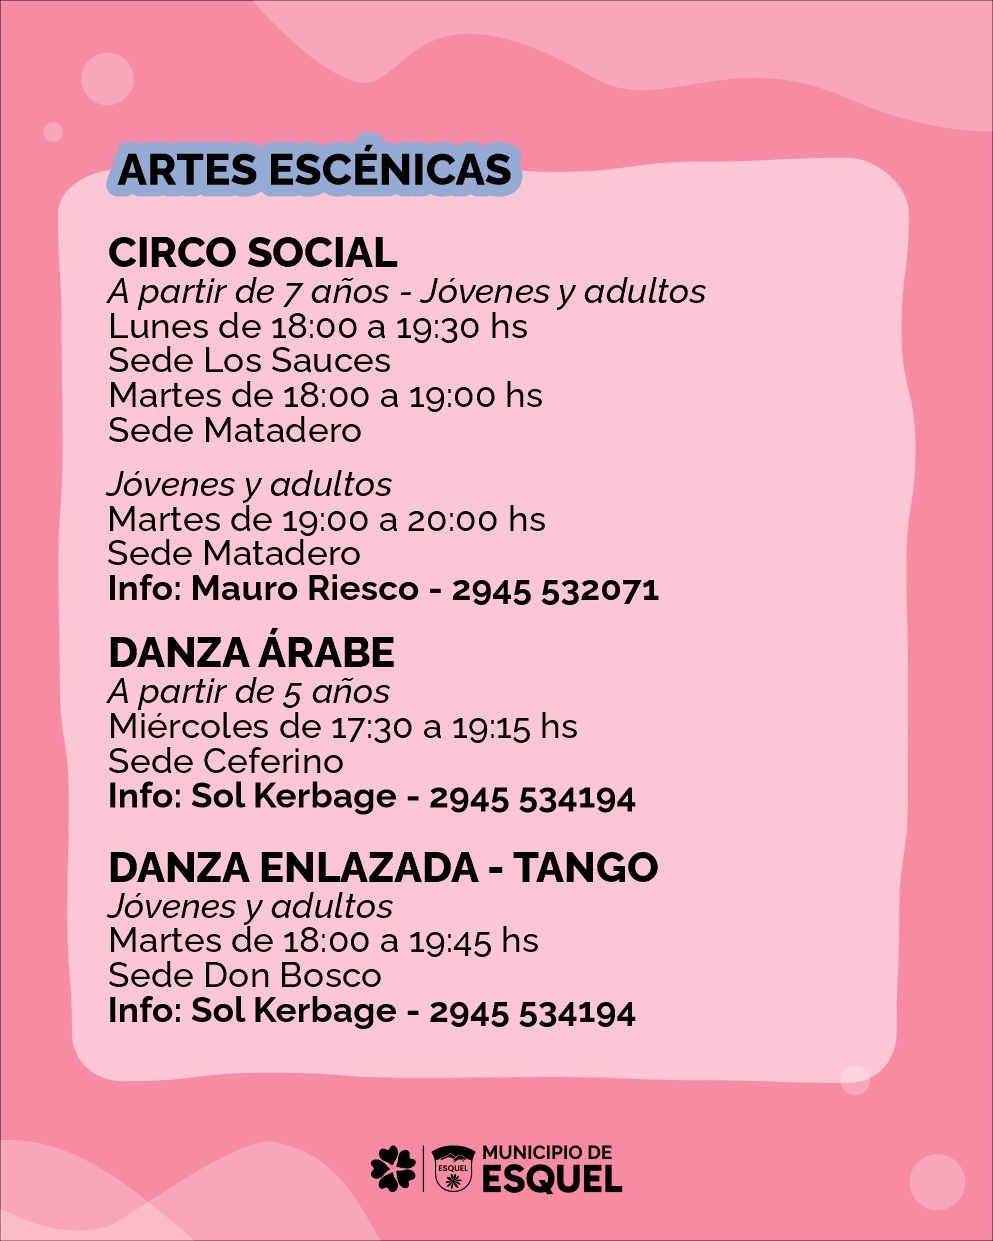 ARTES ESCÉNICAS
CIRCO SOCIAL
A partir de 7 años - Jóvenes y adultos
Lunes de 18:00 a 19:30 hs
Sede Los Sauces
Martes de 18:00 a 19:00 hs
Sede Matadero
Jóvenes y adultos
Martes de 19:00 a 20:00 hs
Sede Matadero
Info: Mauro Riesco - 2945 532071
DANZA ÁRABE
A partir de 5 años
Miércoles de 17:30 a 19:15 hs
Sede Ceferino
Info: Sol Kerbage - 2945 534194
DANZA ENLAZADA - TANGO
Jóvenes y adultos
Martes de 18:00 a 19:45 hs
Sede Don Bosco
Info: Sol Kerbage - 2945 534194
ESQUEL
MUNICIPIO DE
ESQUEL